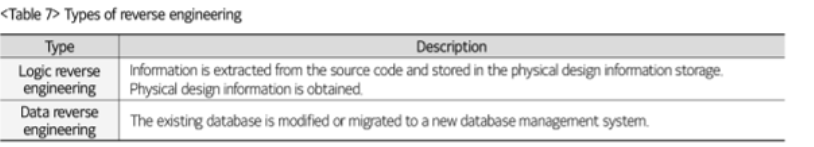 <Table 7> Types of reverse engineering
Type Description
Logic reverse engineering Information is extracted from the source code and stored in the physical design information storage.
Physical design information is obtained.
Data reverse engineering The existing database is modified or migrated to a new database management system.